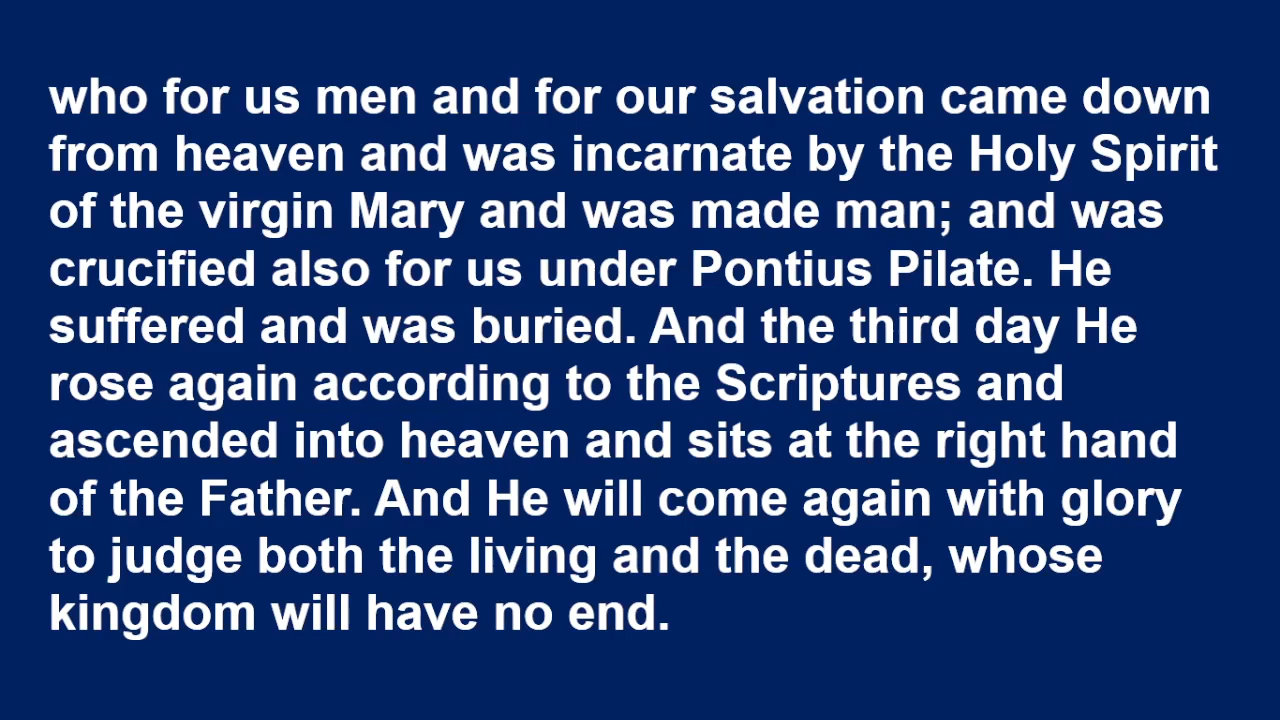 who for us men and for our salvation came down
from heaven and was incarnate by the Holy Spirit
of the virgin Mary and was made man; and was
crucified also for us under Pontius Pilate. He
suffered and was buried. And the third day He
rose again according to the Scriptures and
ascended into heaven and sits at the right hand
of the Father. And He will come again with glory
to judge both the living and the dead, whose
kingdom will have no end.